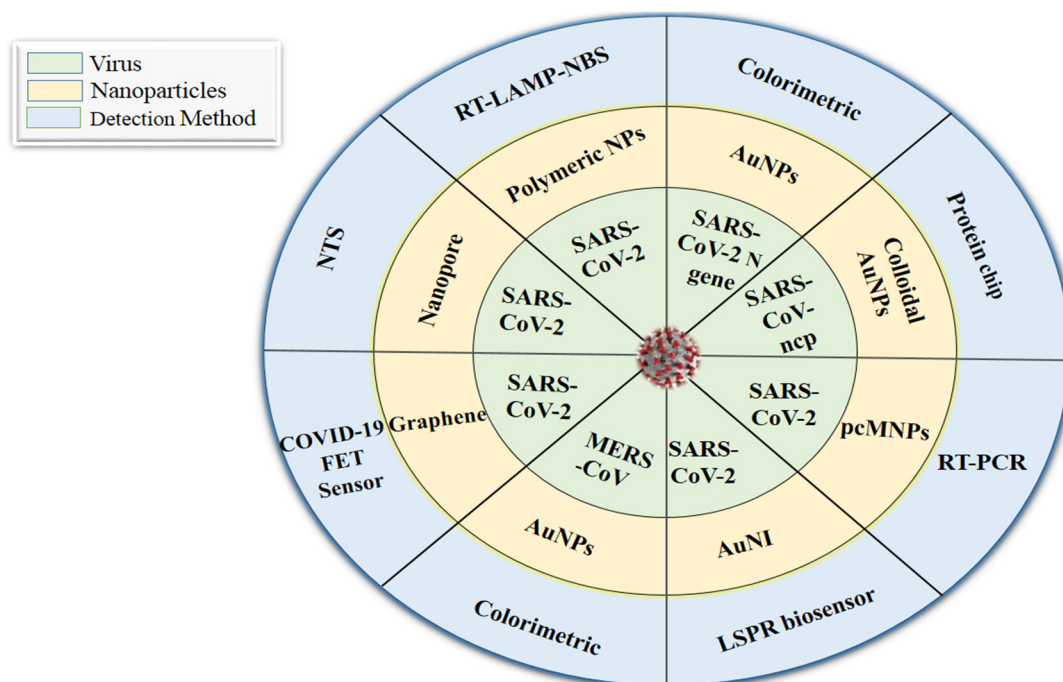 Virus
Nanoparticles
Detection Method
RT-LAMP-NBS
Colorimetric
Protein chip
RT-PCR
LSPR biosensor
Colorimetric
COVID-19
FET
Sensor
NTS
Polymeric NPs
AuNPs
Colloidal
AuNPs
pcMNPs
AuNI
AuNPs
Graphene
Nanopore
SARS-
CoV-2
SARS-
CoV-2 N
gene
SARS-
CoV-
ncp
SARS-
CoV-2
SARS-
CoV-2
MERS
-CoV
SARS-
CoV-2
SARS-
CoV-2